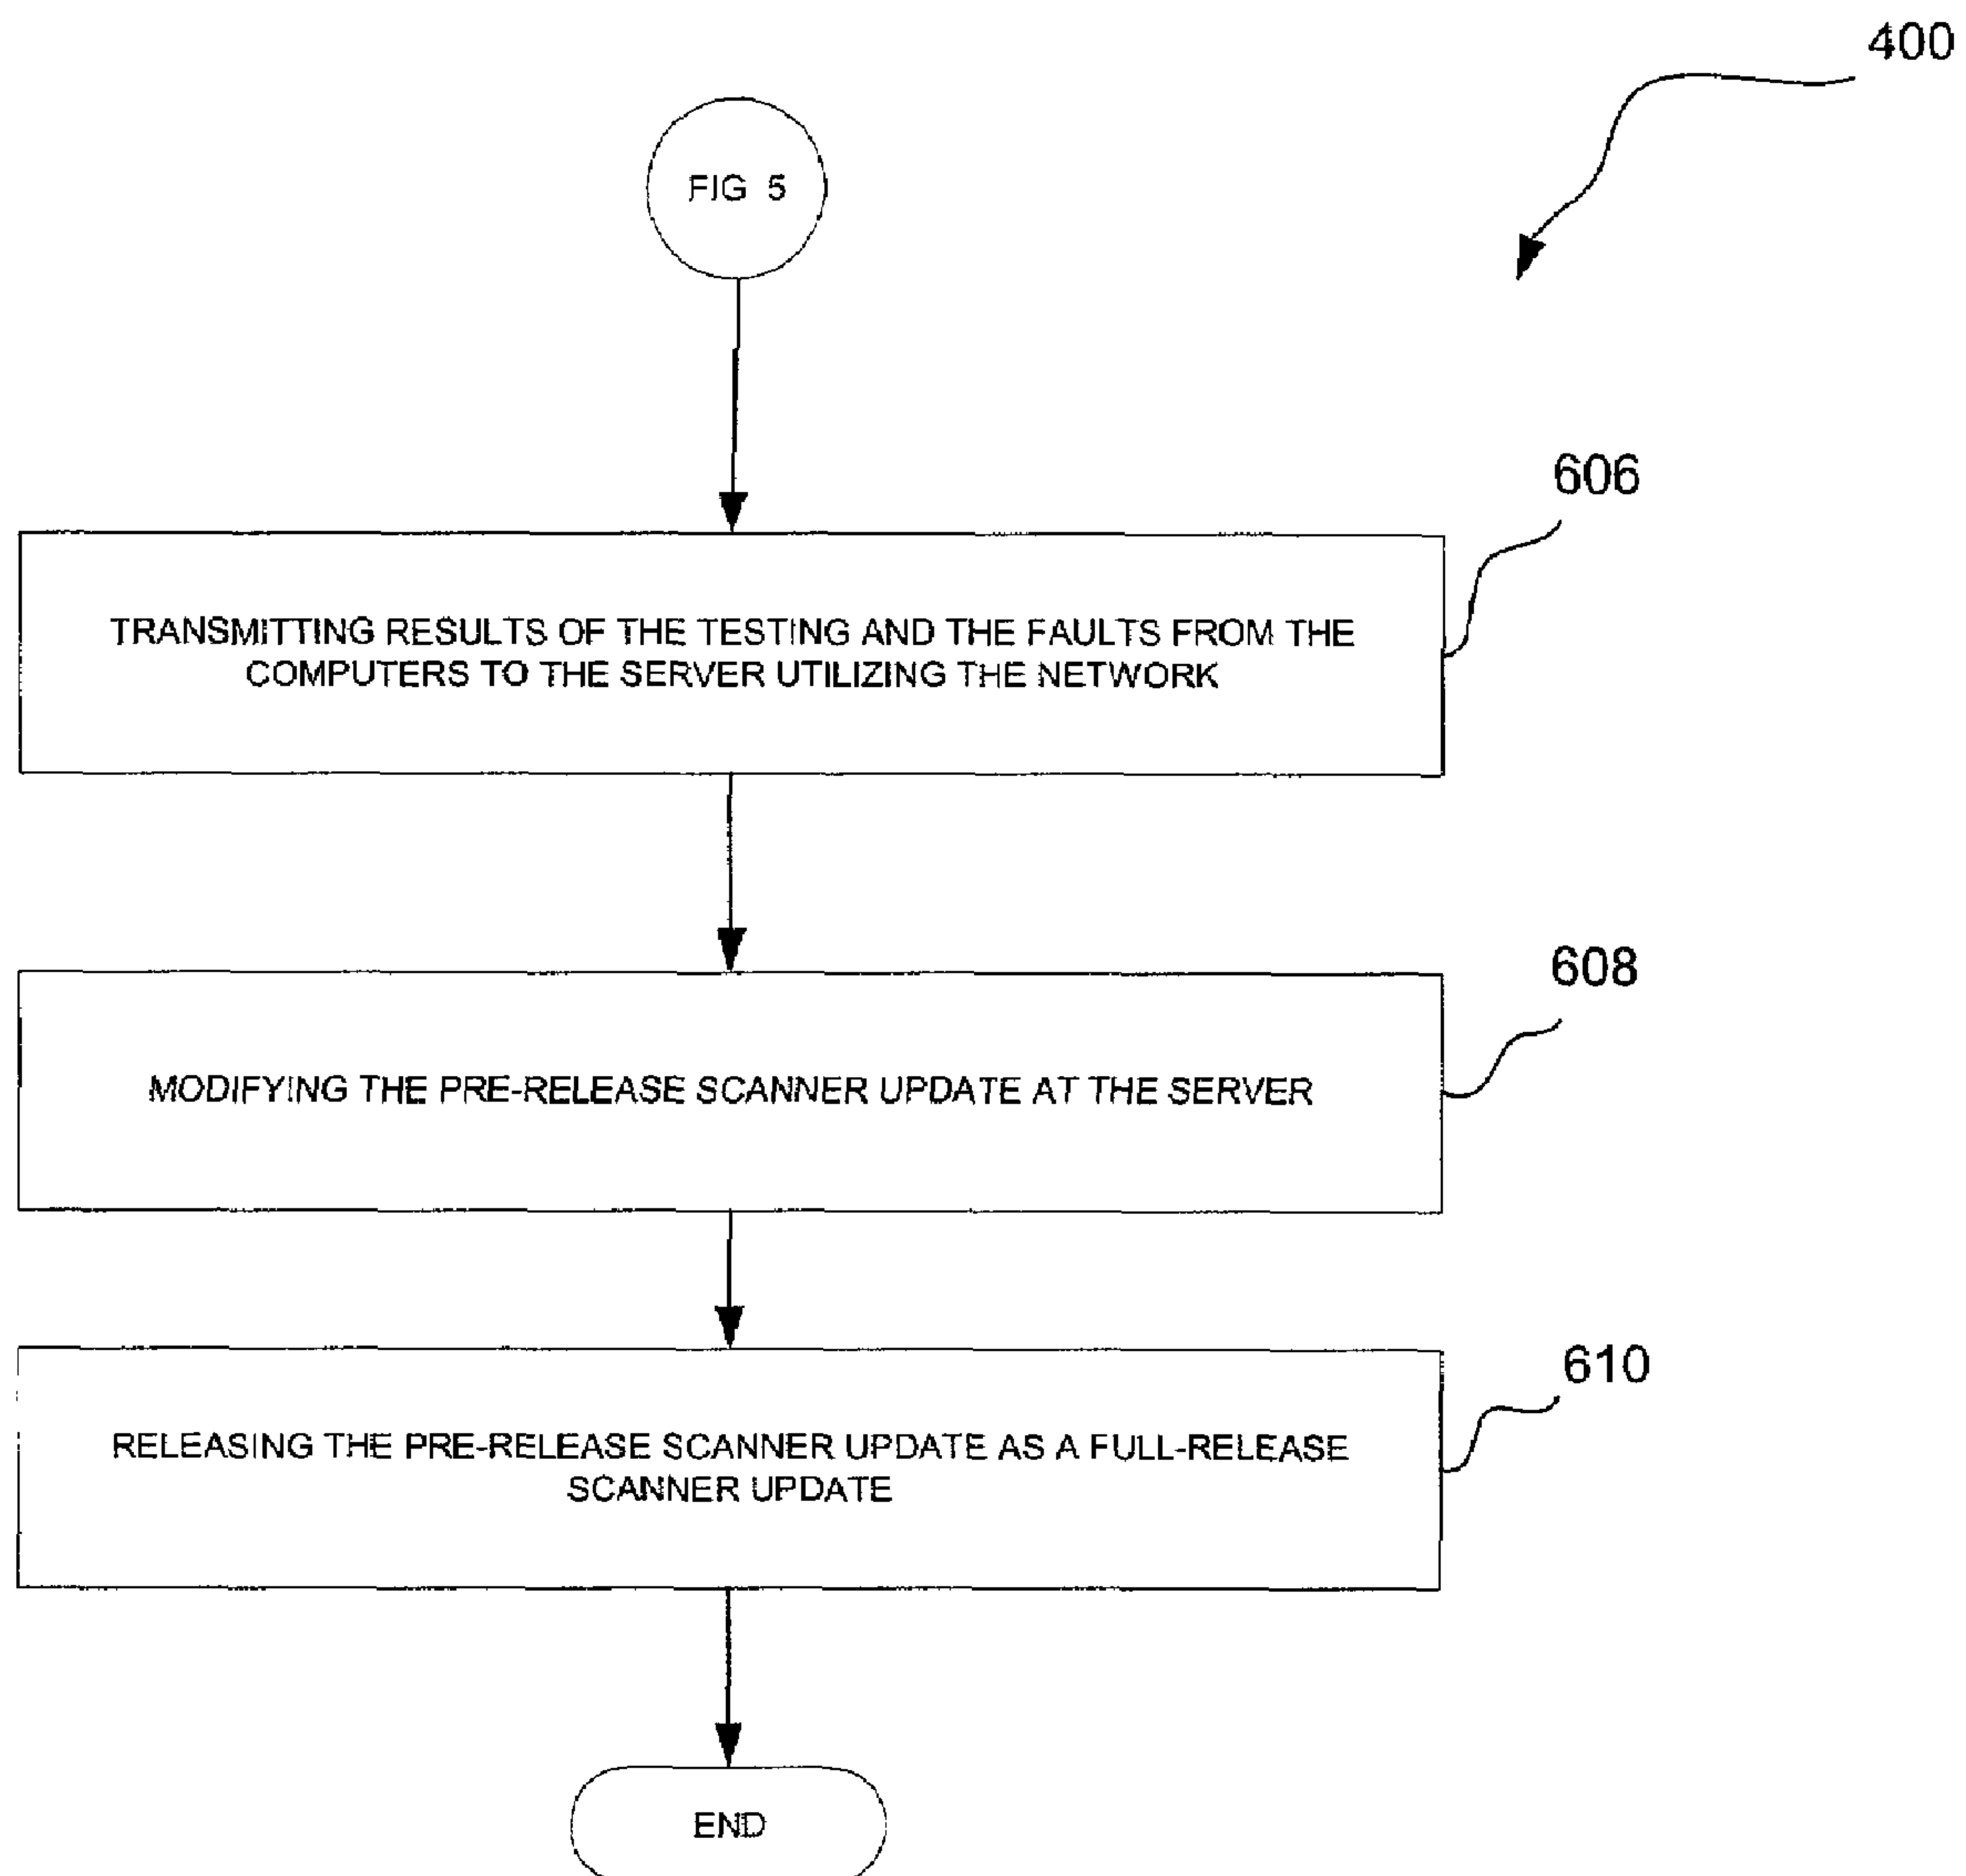 400
FIG 5
606
TRANSMITTING RESULTS OF THE TESTING AND THE FAULTS FROM THE
COMPUTERS TO THE SERVER UTILIZING THE NETWORK
608
MODIFYING THE PRE-RELEASE SCANNER UPDATE AT THE SERVER
610
RELEASING THE PRE-RELEASE SCANNER UPDATE AS A FULL-RELEASE
SCANNER UPDATE
END